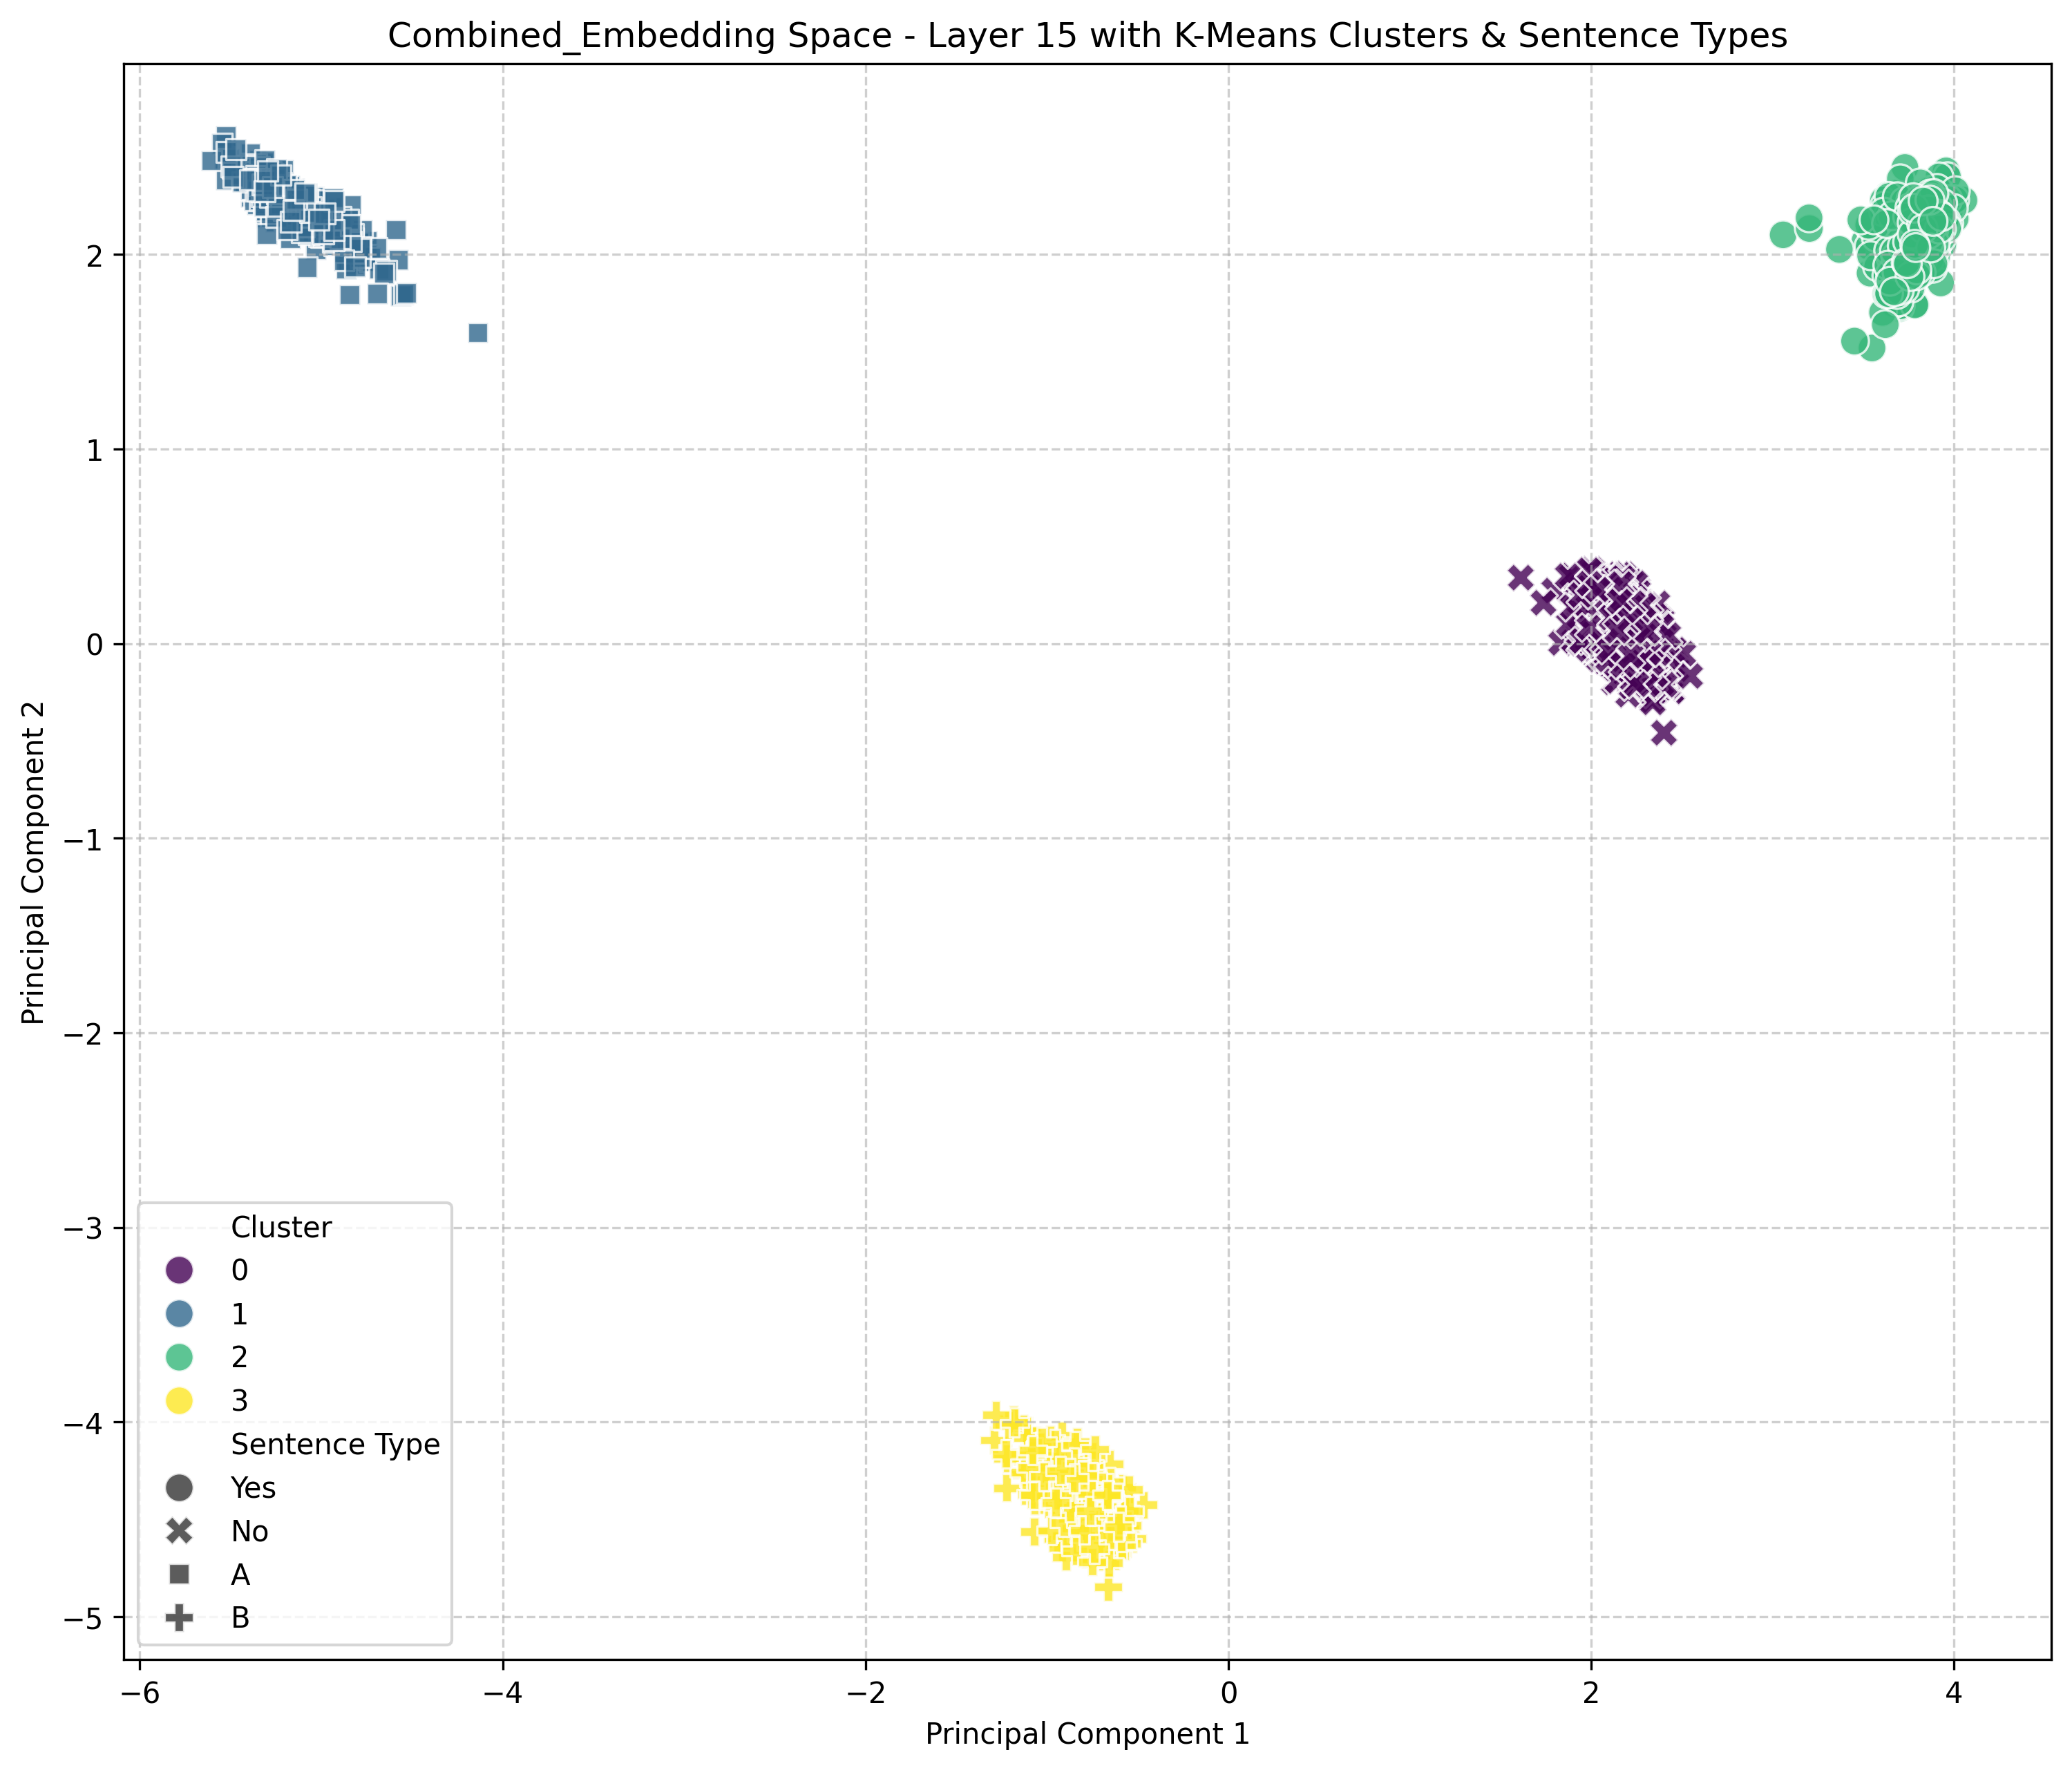 Combined_Embedding Space - Layer 15 with K-Means Clusters & Sentence Types
Principal Component 2
2
1
0
−1
−2
−3
−4
−5
Cluster
0
1
2
3
Sentence Type
Yes
No
A
B
−6
−4
−2
0
2
4
Principal Component 1